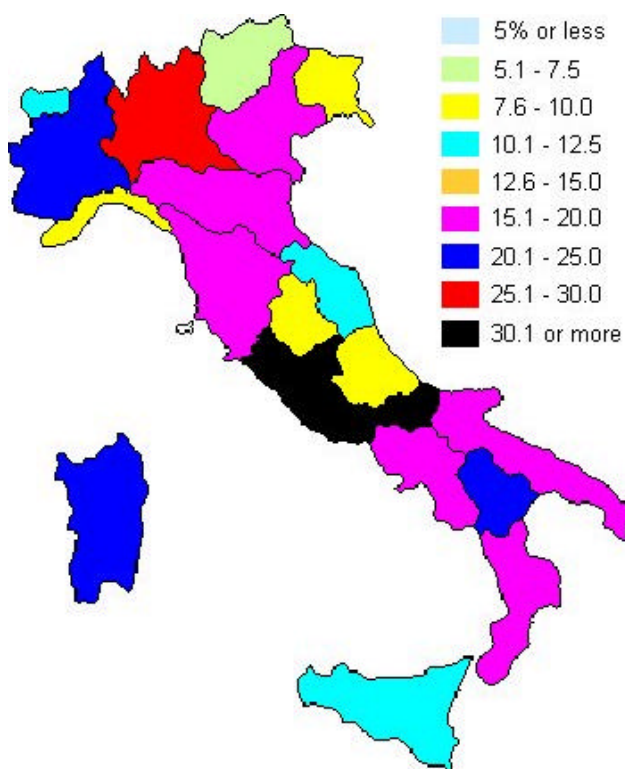 5% or less
5.1 - 7.5
7.6 - 10.0
10.1 - 12.5
12.6 - 15.0
15.1 - 20.0
20.1 - 25.0
25.1 - 30.0
30.1 or more